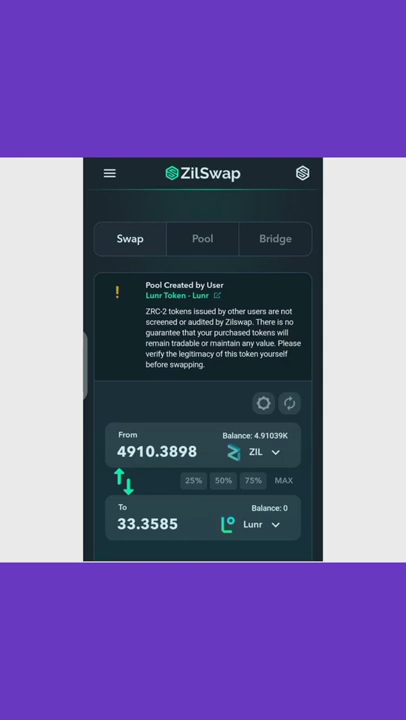 ZilSwap
Swap
Pool
Bridge
Pool Created by User
Lunr Token - Lunr
ZRC-2 tokens issued by other users are not
screened or audited by Zilswap. There is no
guarantee that your purchased tokens will
remain tradable or maintain any value. Please
verify the legitimacy of this token yourself
before swapping.
From
Balance: 4.91039K
4910.3898
ZIL
25%
50%
75%
MAX
To
Balance: 0
33.3585
Lunr